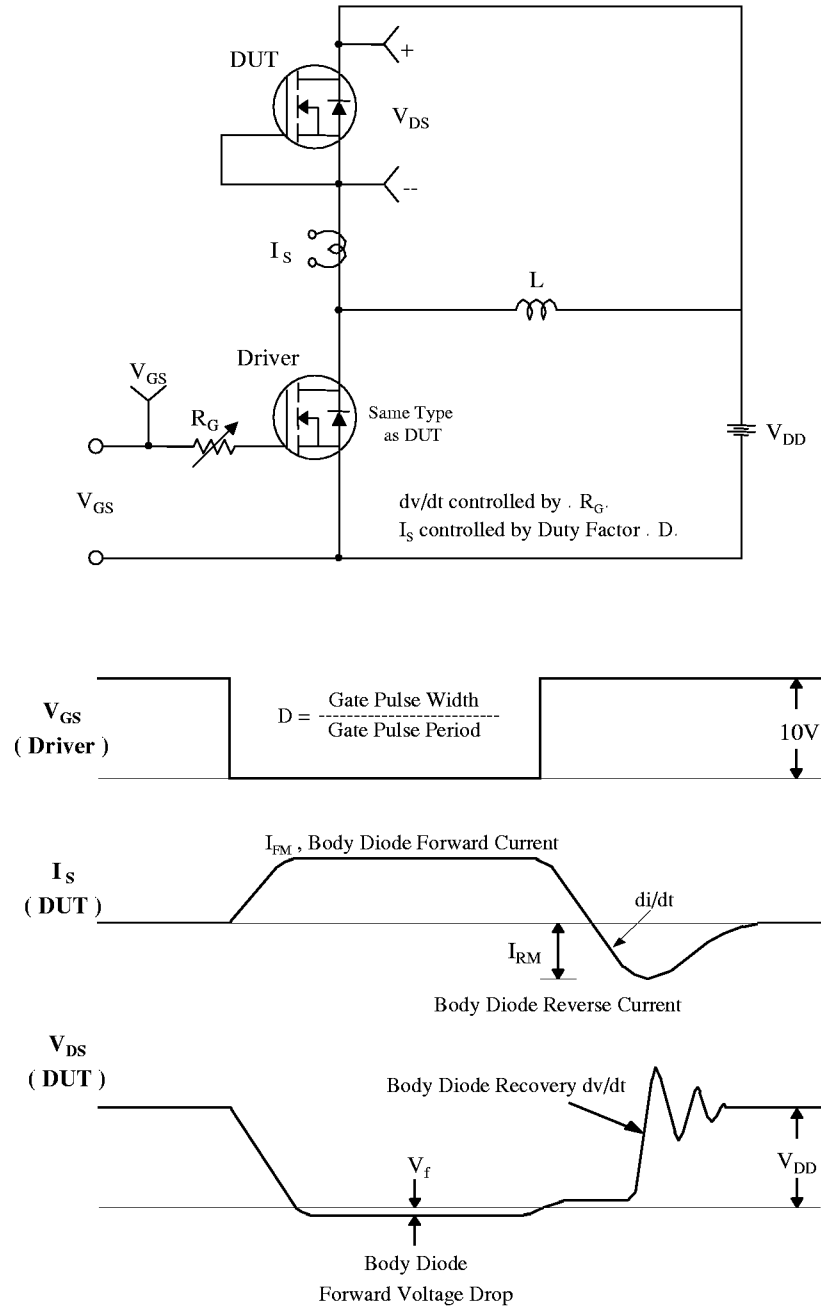 DUT
+
V_DS
--
I_S
L
Driver
V_GS
R_G
Same Type
as DUT
V_DD
V_GS
dv/dt controlled by . R_G.
I_S controlled by Duty Factor . D.
V_GS
( Driver )
D = Gate Pulse Width
--------------------------
Gate Pulse Period
10V
I_FM , Body Diode Forward Current
I_S
( DUT )
di/dt
I_RM
Body Diode Reverse Current
V_DS
( DUT )
Body Diode Recovery dv/dt
V_f
V_DD
Body Diode
Forward Voltage Drop